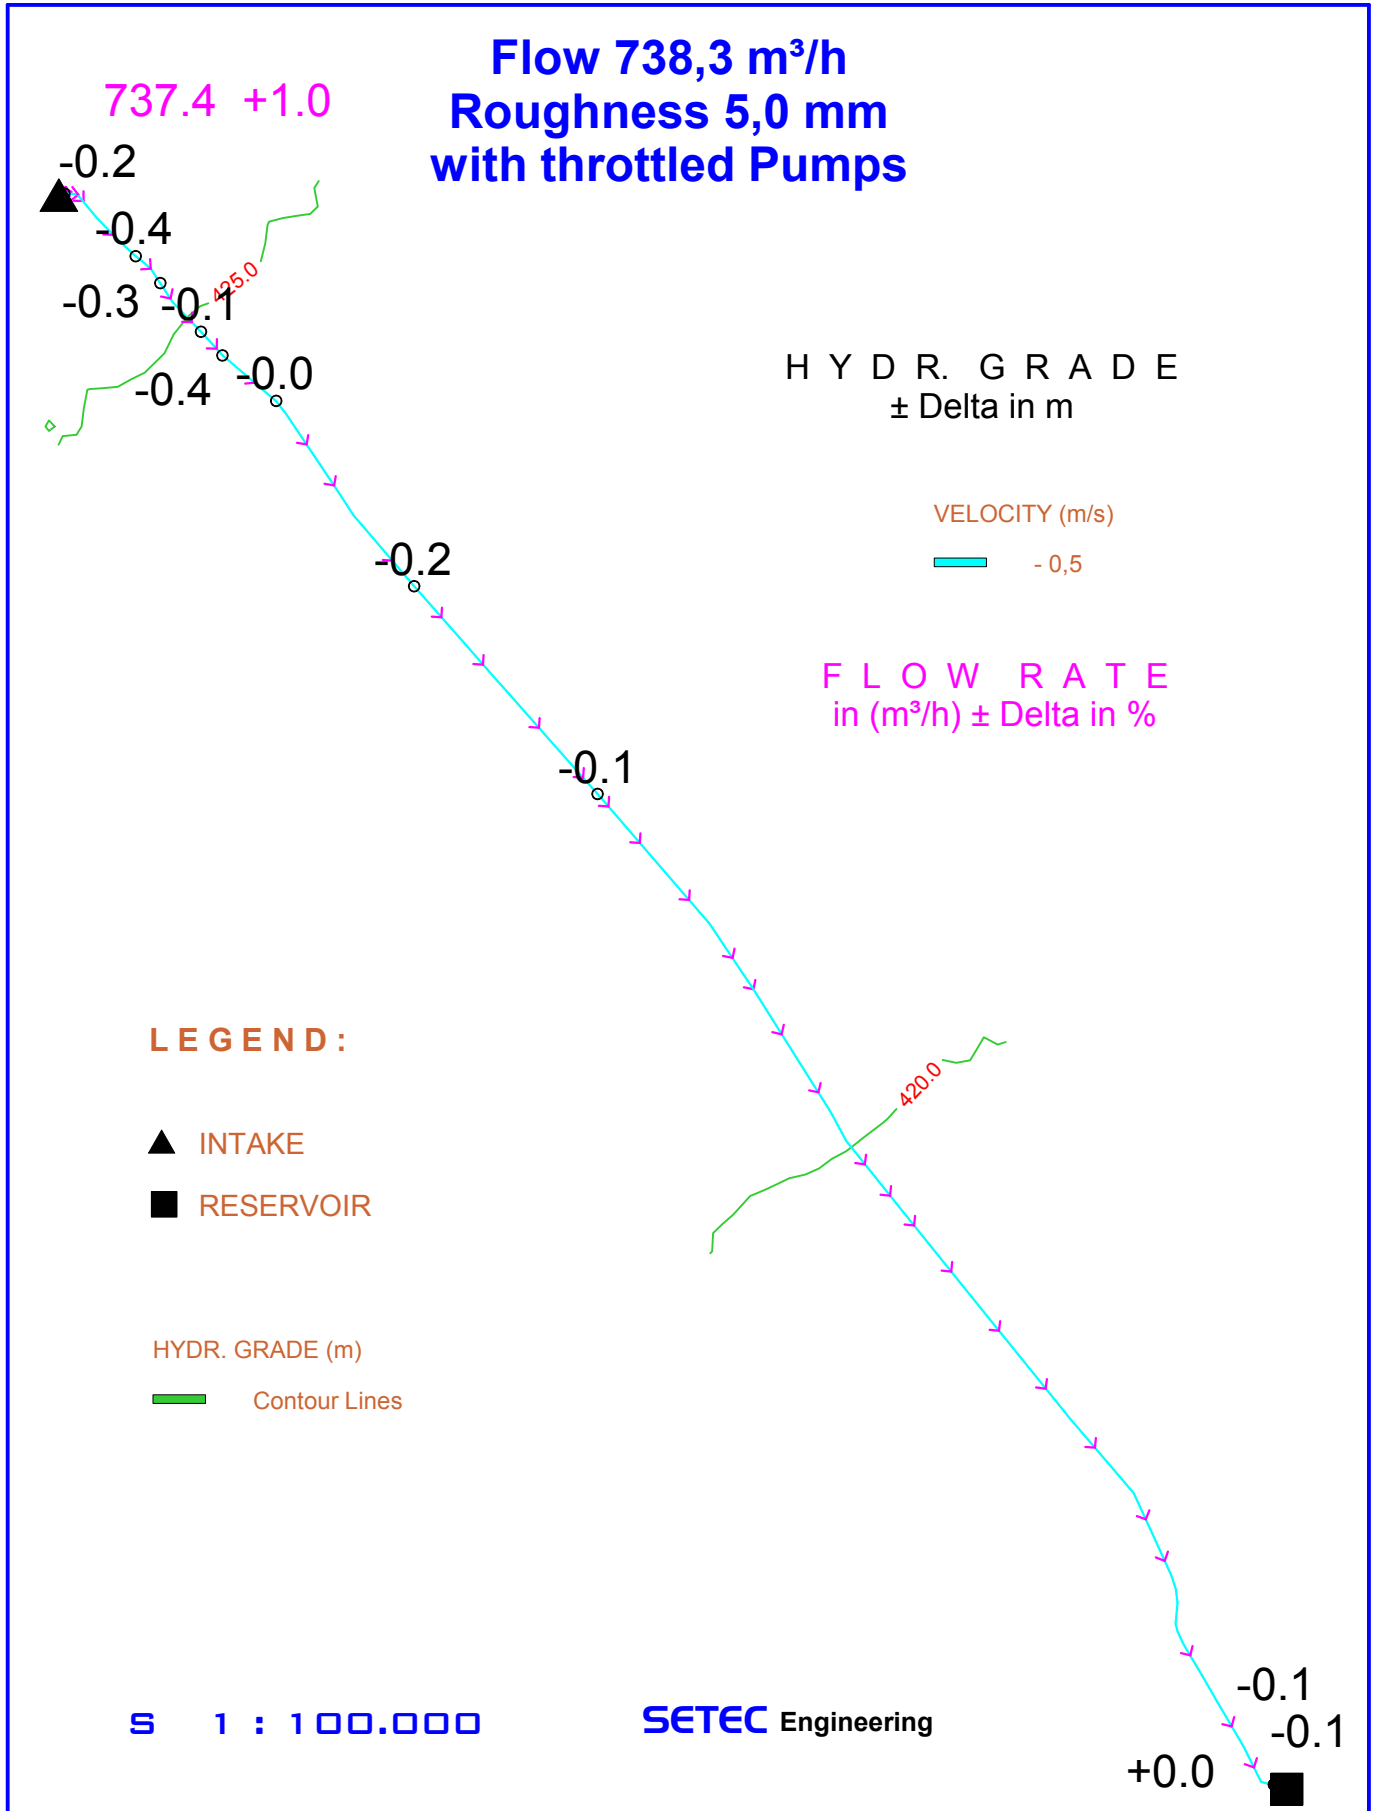 Flow 738,3 m³/h
Roughness 5,0 mm
with throttled Pumps
737.4 +1.0
-0.2
-0.4
425.0
-0.3 -0.1
-0.4 -0.0
H Y D R. G R A D E
± Delta in m
VELOCITY (m/s)
- 0,5
-0.2
F L O W R A T E
in (m³/h) ± Delta in %
-0.1
L E G E N D :
420.0
INTAKE
RESERVOIR
HYDR. GRADE (m)
Contour Lines
-0.1
-0.1
+0.0
S 1 : 100.000
SETEC Engineering